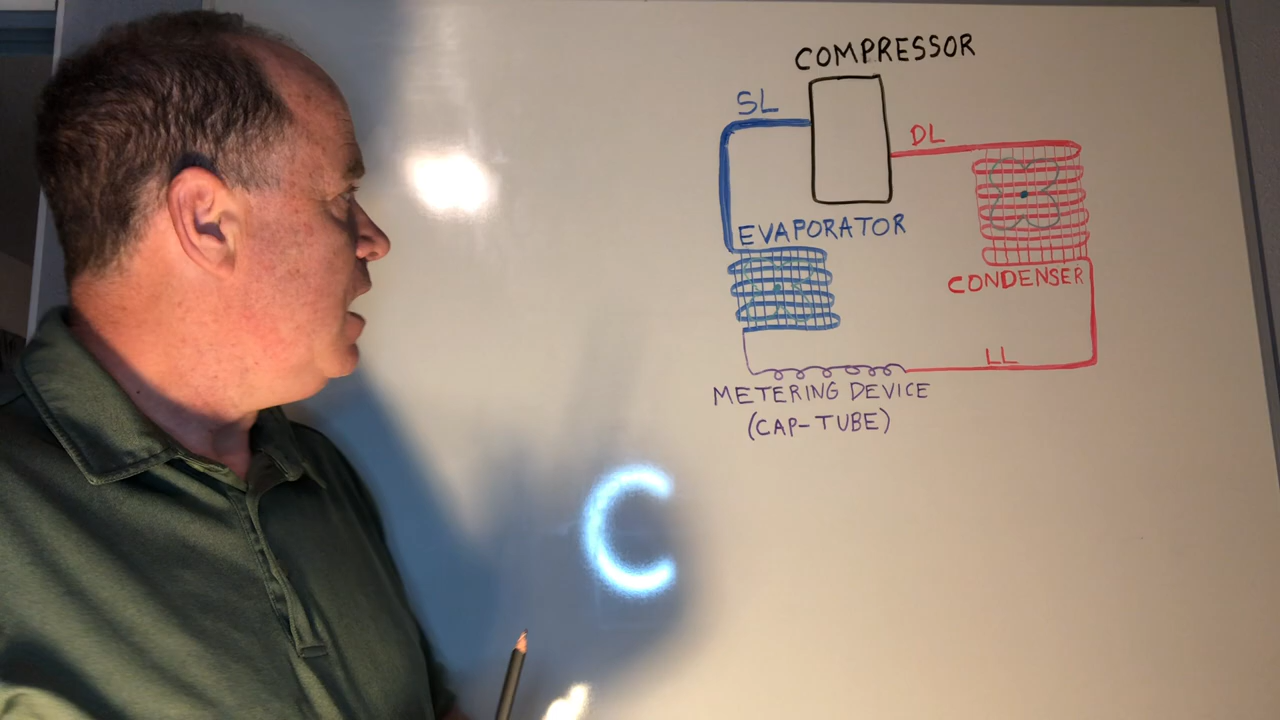 COMPRESSOR
SL
DL
EVAPORATOR
CONDENSER
LL
METERING DEVICE
(CAP-TUBE)